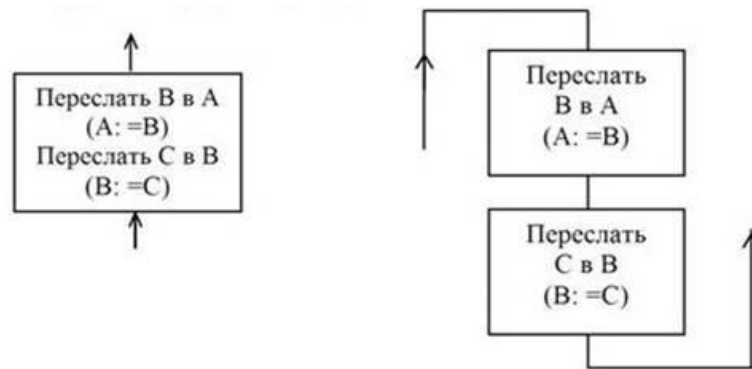 Переслать В в А
(А: =В)
Переслать С в В
(В: =С)
Переслать
В в А
(А: =В)
Переслать
С в В
(В: =С)